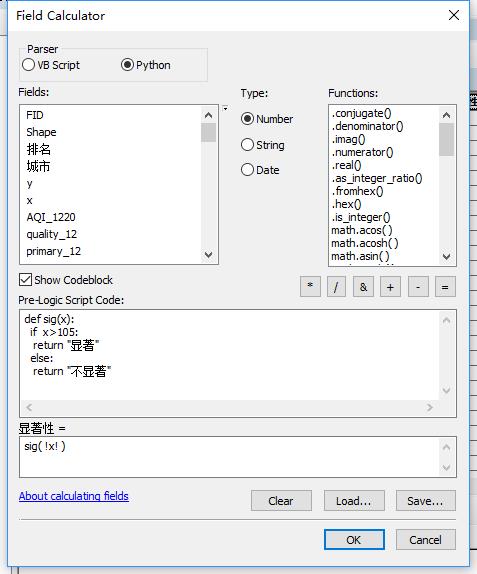 Field Calculator
Parser
VB Script
Python
Fields:
FID
Shape
排名
城市
y
x
AQI_1220
quality_12
primary_12
Type:
Number
String
Date
Functions:
.conjugate()
.denominator()
.imag()
.numerator()
.real()
.as_integer_ratio()
.fromhex()
.hex()
.is_integer()
math.acos( )
math.acosh( )
math.asin( )
Show Codeblock
* / & + - =
Pre-Logic Script Code:
def sig(x):
if x>105:
return "显著"
else:
return "不显著"
显著性 =
sig( !x! )
About calculating fields
Clear
Load...
Save...
OK
Cancel